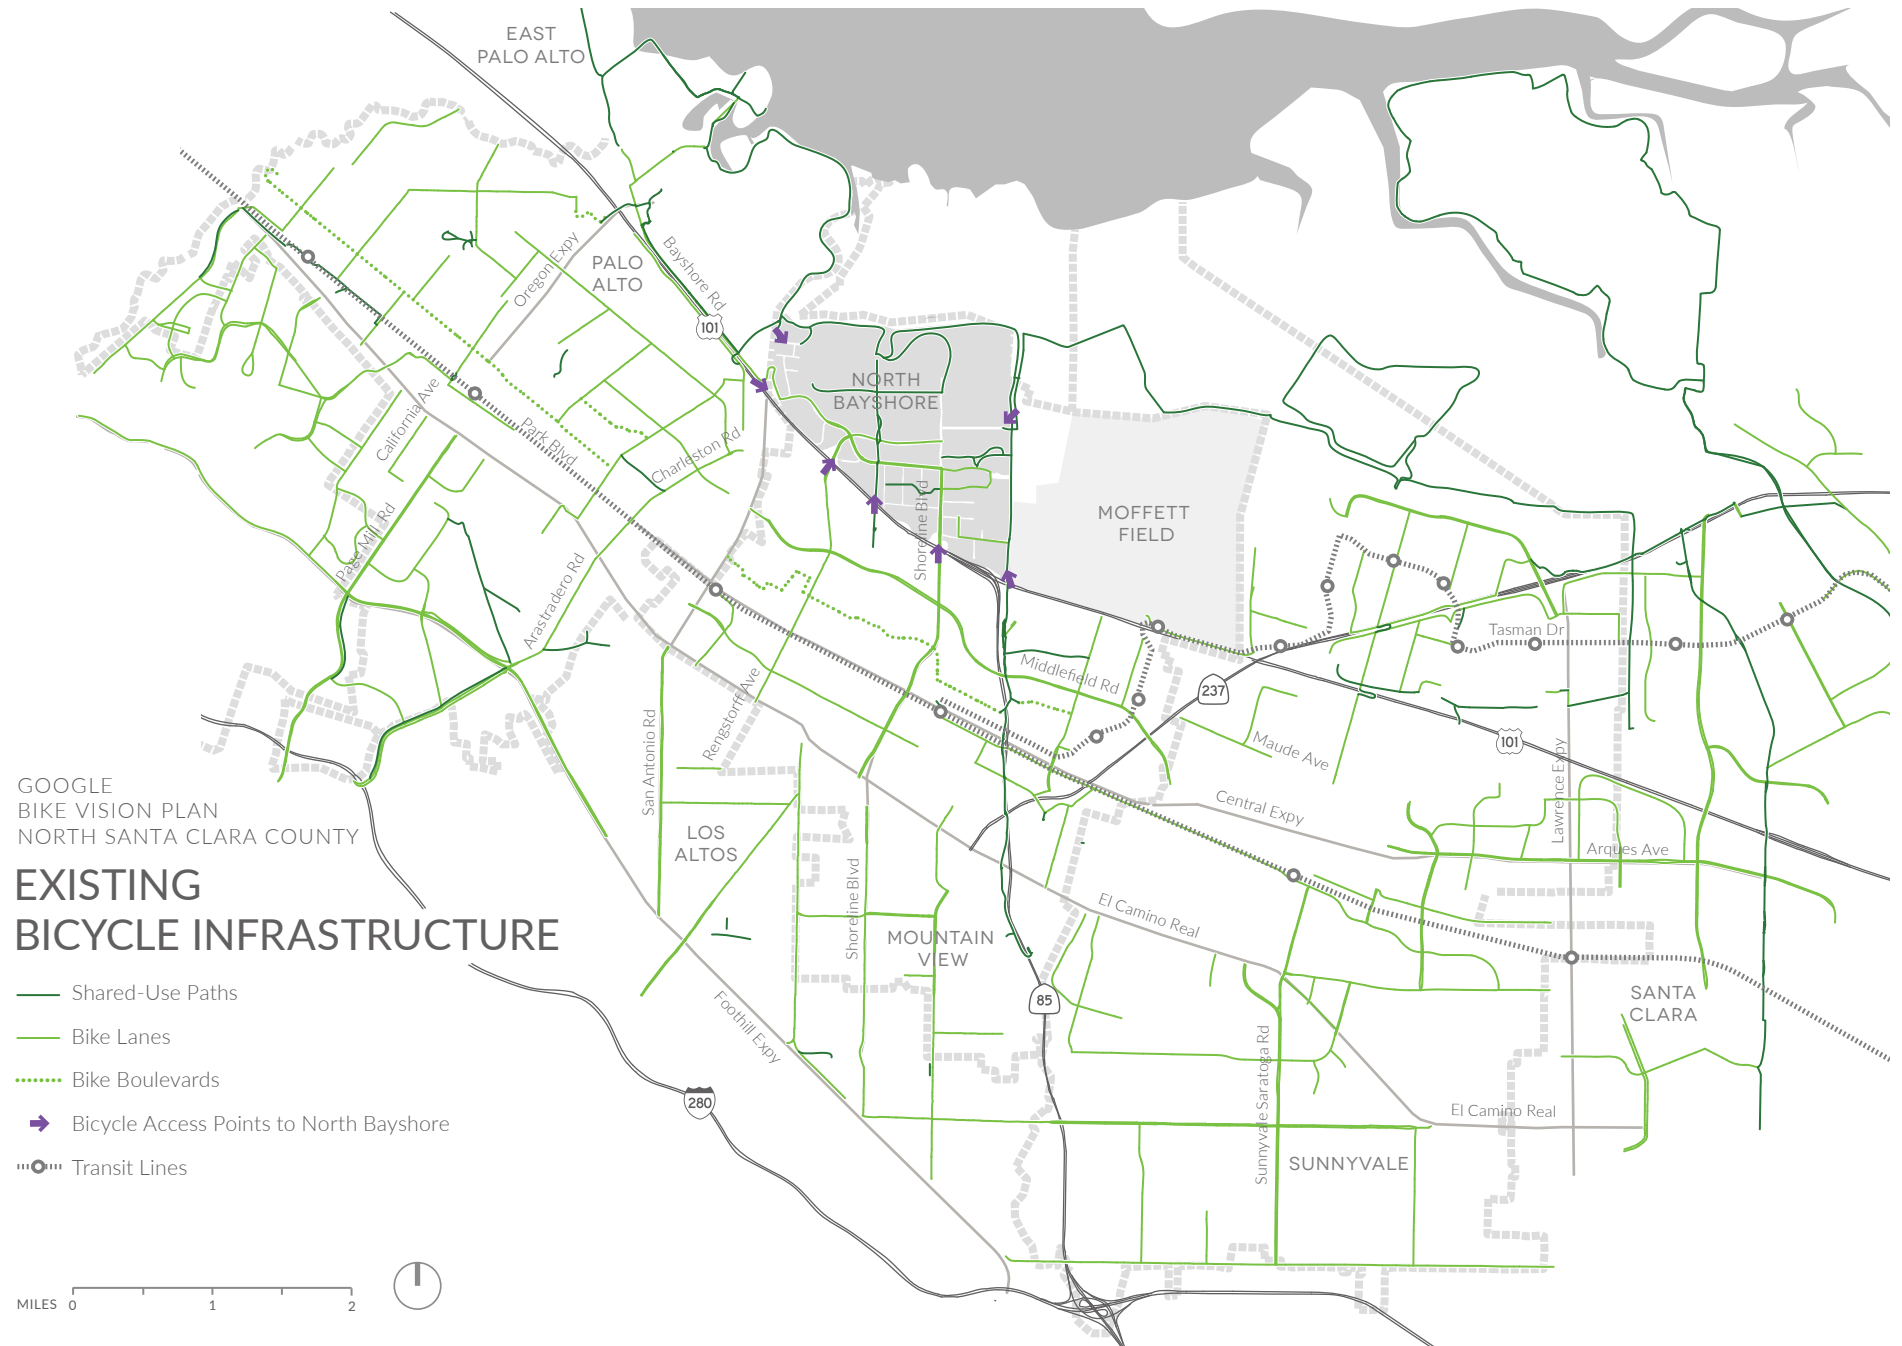 EAST
PALO ALTO
PALO
ALTO
Oregon Expy
Bayshore Rd
101
NORTH
BAYSHORE
California Ave
Park Blvd
Charleston Rd
Page Mill Rd
Arastradero Rd
Shoreline Blvd
MOFFETT
FIELD
Tasman Dr
Middlefield Rd
237
101
Maude Ave
San Antonio Rd
Rengstorff Ave
Central Expy
Lawrence Expy
Arques Ave
LOS
ALTOS
Shoreline Blvd
El Camino Real
MOUNTAIN
VIEW
85
SANTA
CLARA
Foothill Expy
Sunnyvale Saratoga Rd
280
El Camino Real
SUNNYVALE
GOOGLE
BIKE VISION PLAN
NORTH SANTA CLARA COUNTY
EXISTING
BICYCLE INFRASTRUCTURE
Shared-Use Paths
Bike Lanes
Bike Boulevards
Bicycle Access Points to North Bayshore
Transit Lines
MILES 0 1 2